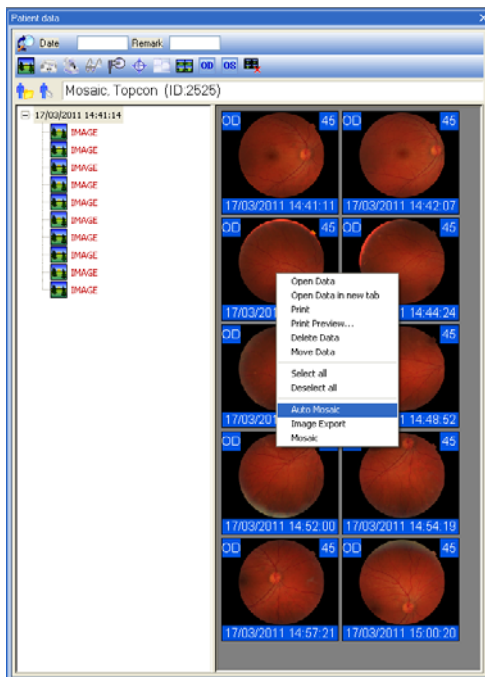 Patient data
Date Remark
OD OS
Mosaic, Topcon (ID:2525)
17/03/2011 14:41:14
IMAGE
IMAGE
IMAGE
IMAGE
IMAGE
IMAGE
IMAGE
IMAGE
IMAGE
IMAGE
OD 45 OD 45
17/03/2011 14:41:11 17/03/2011 14:42:07
OD 45 OD 45
Open Data
Open Data in new tab
Print
Print Preview...
Delete Data
Move Data
Select all
Deselect all
Auto Mosaic
Image Export
Mosaic
17/03/201 14:44:24
OD 45
17/03/201 14:48:52
OD 45
17/03/2011 14:52:00 17/03/2011 14:54:19
OD 45 OD 45
17/03/2011 14:57:21 17/03/2011 15:00:20